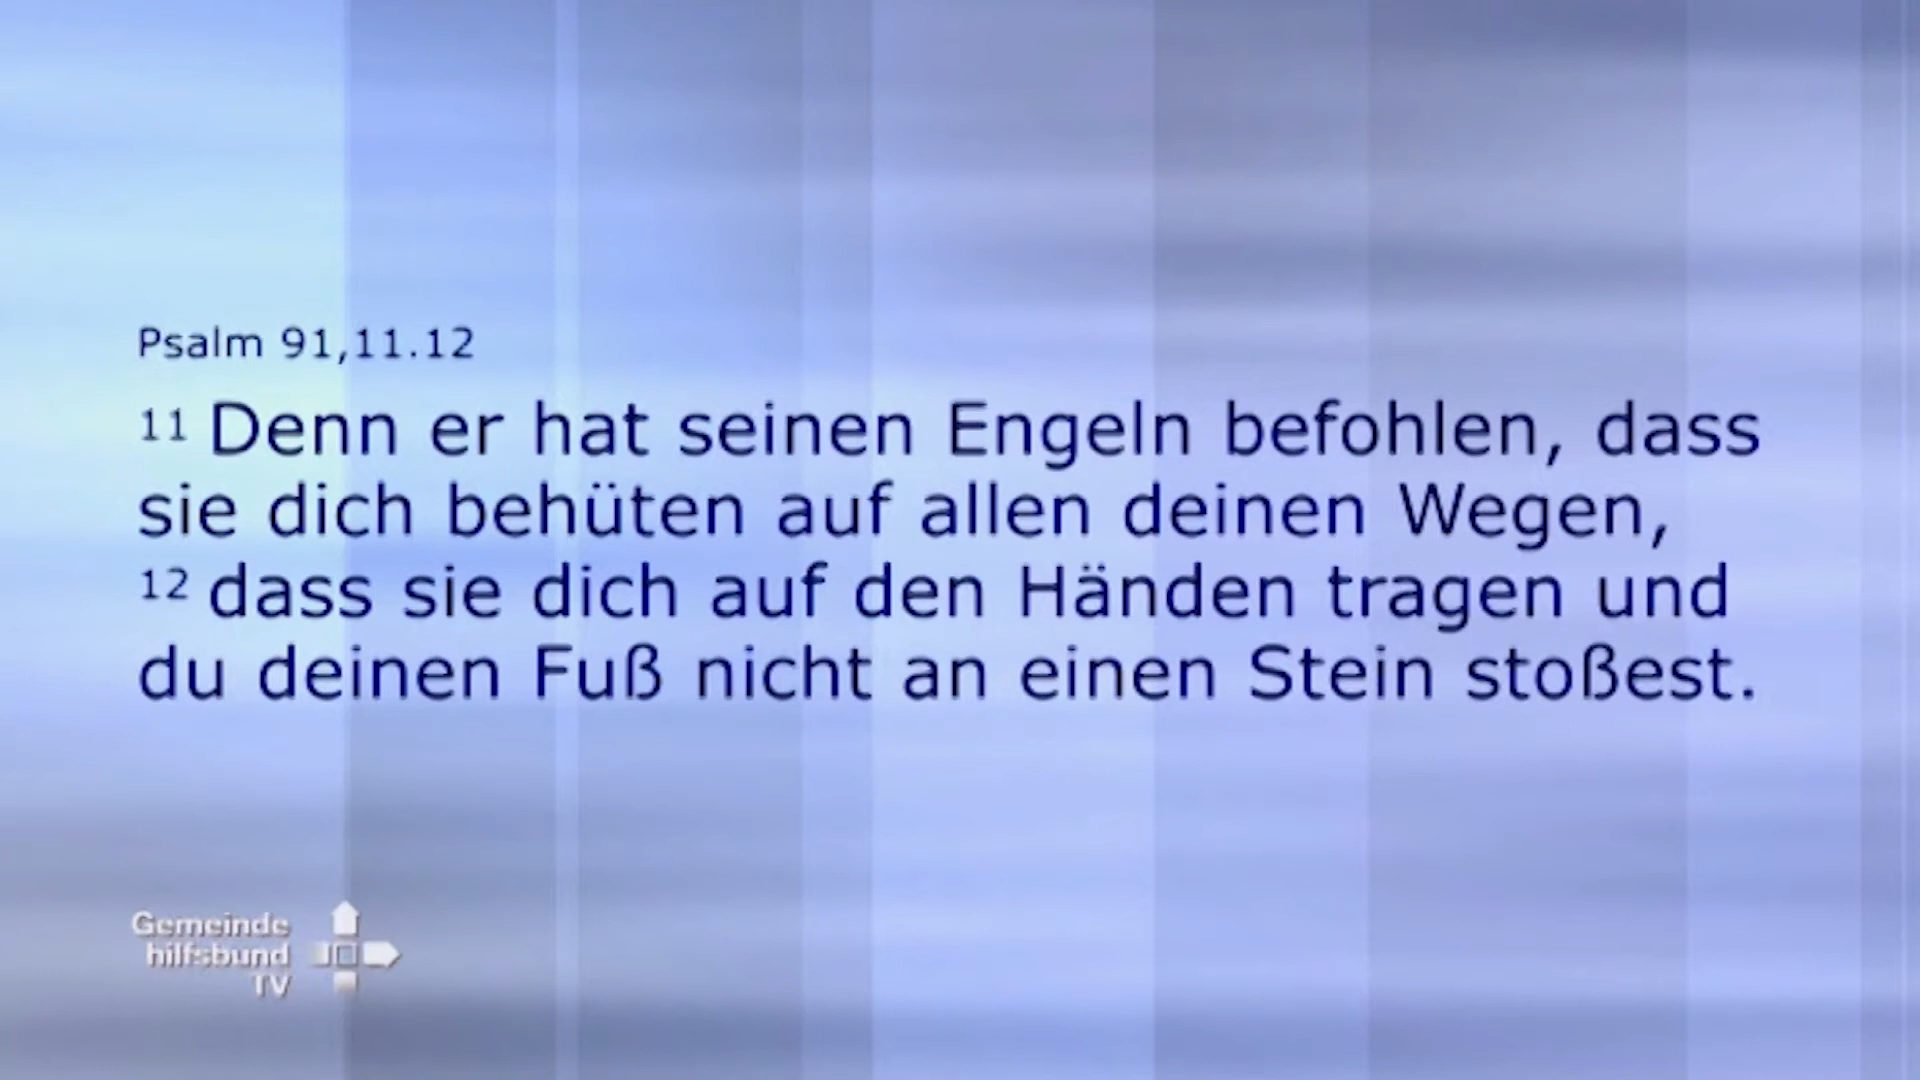 Psalm 91,11.12
11 Denn er hat seinen Engeln befohlen, dass
sie dich behüten auf allen deinen Wegen,
12 dass sie dich auf den Händen tragen und
du deinen Fuß nicht an einen Stein stoßest.
Gemeinde
hilfsbund
TV